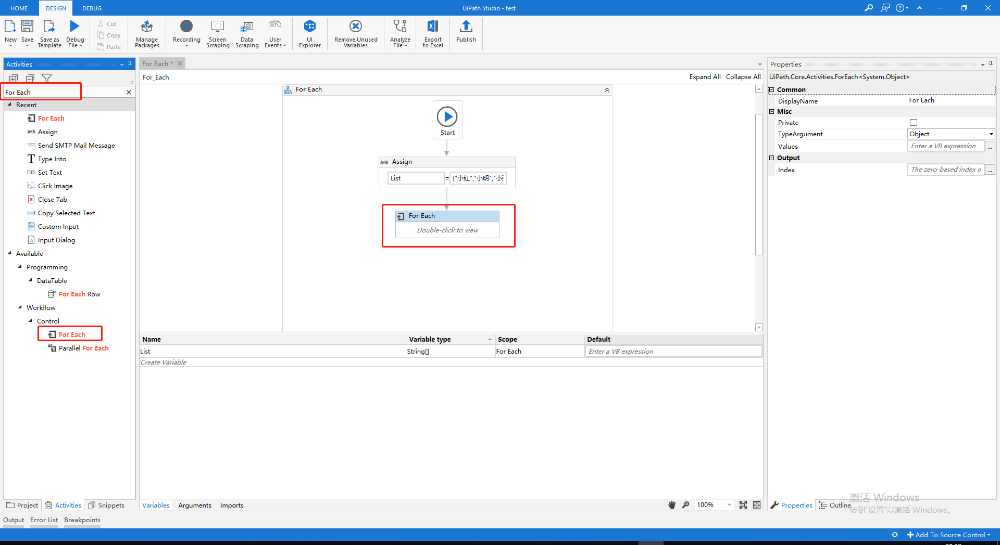 HOME DESIGN DEBUG UiPath Studio - test
New Save Save as Template Debug File Cut Copy Paste Manage Packages Recording Screen Scraping Data Scraping User Events UI Explorer Remove Unused Variables Analyze File Export to Excel Publish
Activities
For Each
Recent
For Each
Assign
Send SMTP Mail Message
Type Into
Set Text
Click Image
Close Tab
Copy Selected Text
Custom Input
Input Dialog
Available
Programming
DataTable
For Each Row
Workflow
Control
For Each
Parallel For Each
Project Activities Snippets
For Each *
For_Each Expand All Collapse All
For Each
Start
A+B Assign
List = {"小红","小明","小
For Each
Double-click to view
Name Variable type Scope Default
List String[] For Each Enter a VB expression
Create Variable
Variables Arguments Imports 100%
Properties
UiPath.Core.Activities.ForEach<System.Object>
Common
DisplayName For Each
Misc
Private
TypeArgument Object
Values Enter a VB expression ...
Output
Index The zero-based index o ...
激活 Windows
转到"设置"以激活 Windows。
Properties Outline
Output Error List Breakpoints
Add To Source Control